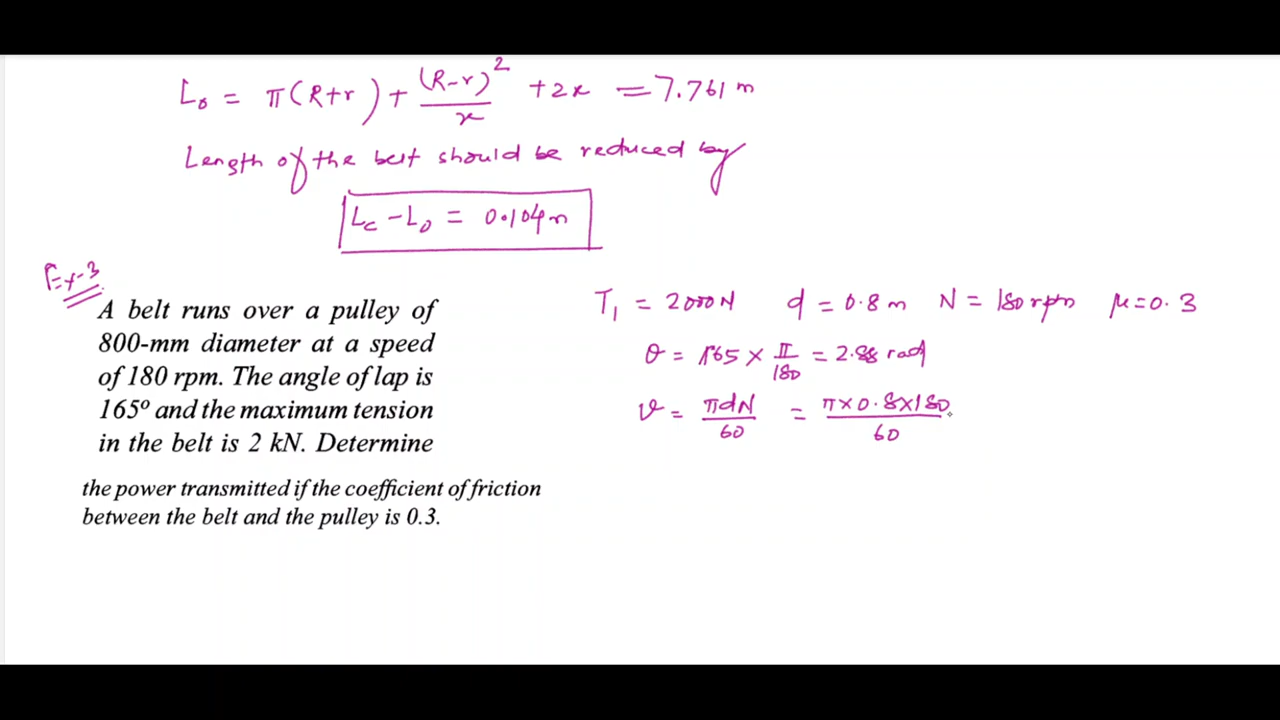 L₀ = π(R+r) + (R-r)²/x + 2x = 7.761 m
Length of the belt should be reduced by
L_C - L₀ = 0.104 m
Ex-3
A belt runs over a pulley of
800-mm diameter at a speed
of 180 rpm. The angle of lap is
165º and the maximum tension
in the belt is 2 kN. Determine
the power transmitted if the coefficient of friction
between the belt and the pulley is 0.3.
T₁ = 2000N d = 0.8 m N = 180 rpm μ = 0.3
θ = 165 × π/180 = 2.88 rad
v = πdN/60 = π×0.8×180/60